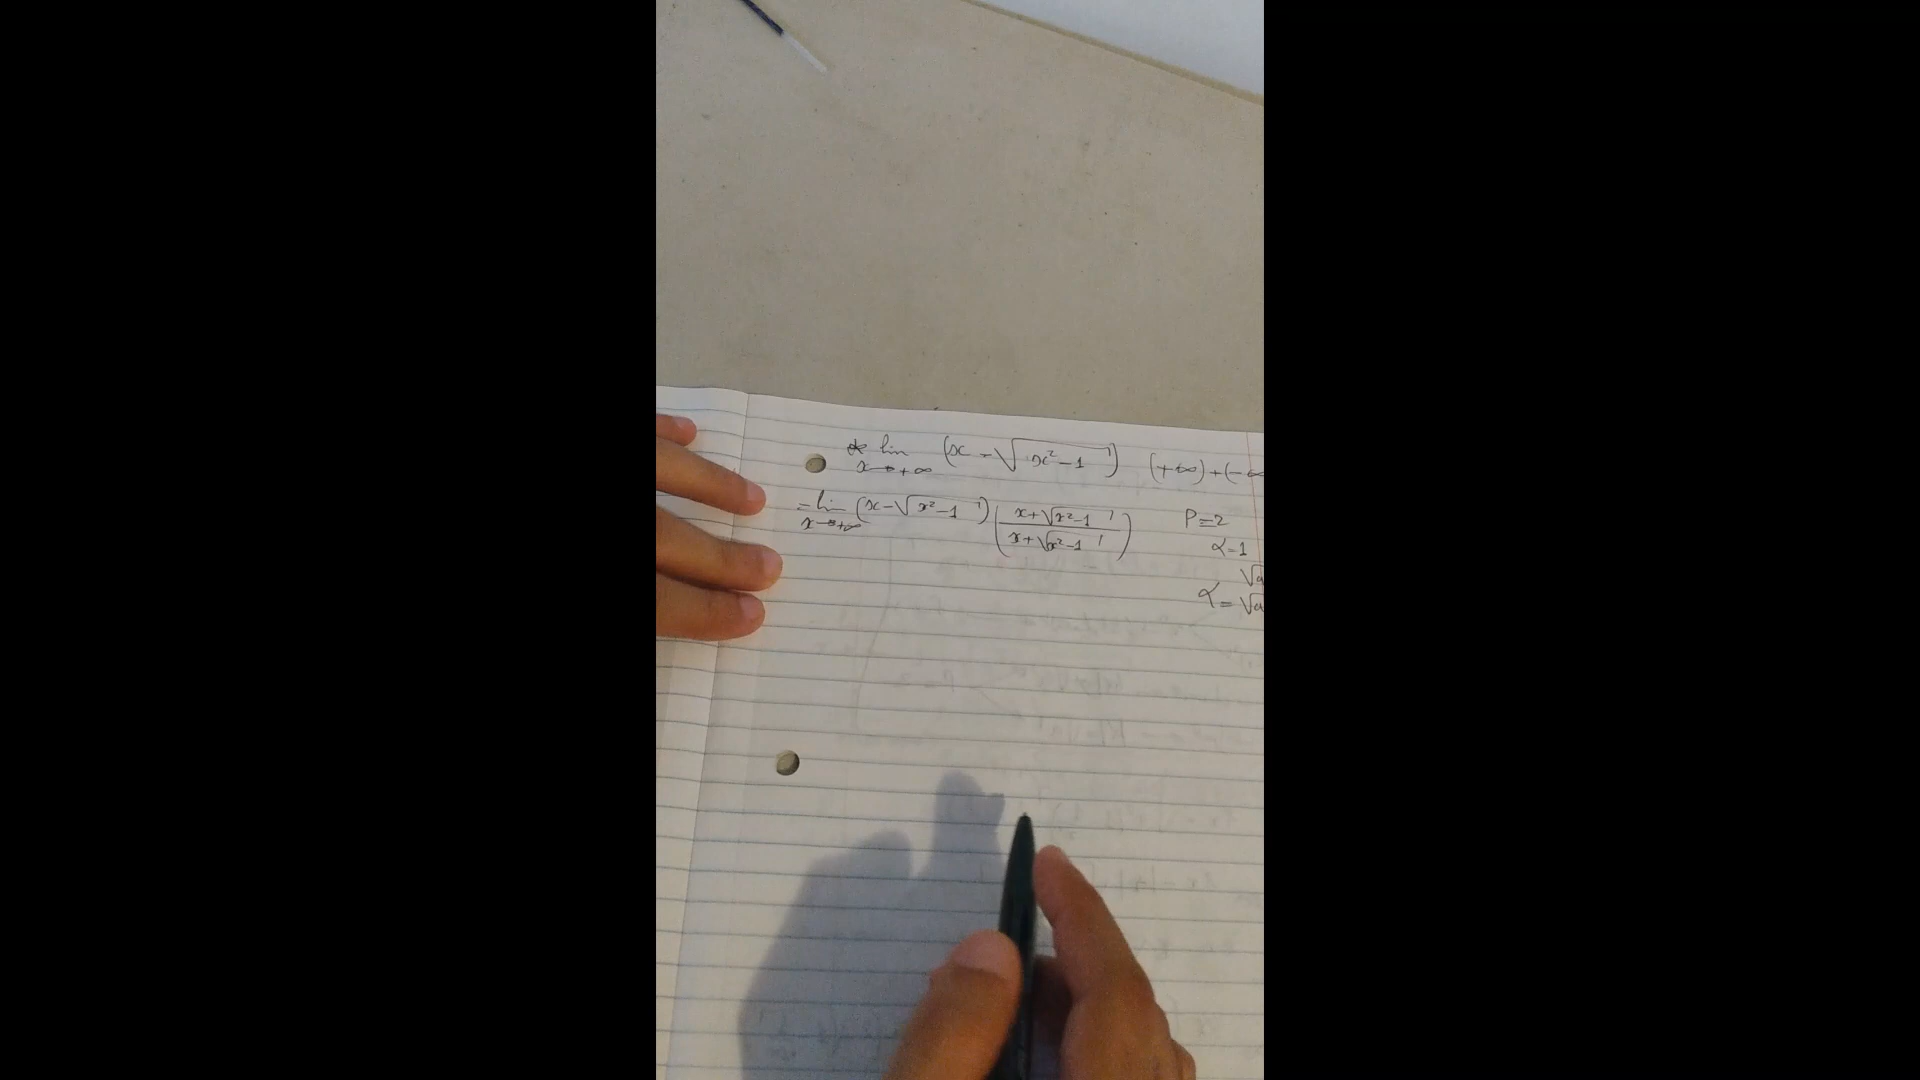 * lim x→+∞ (x - √(x²-1)) (+∞)+(-∞
= lim x→+∞ (x-√(x²-1)) ((x+√(x²-1))/(x+√(x²-1)))
P=2
α=1
√a
α=√a